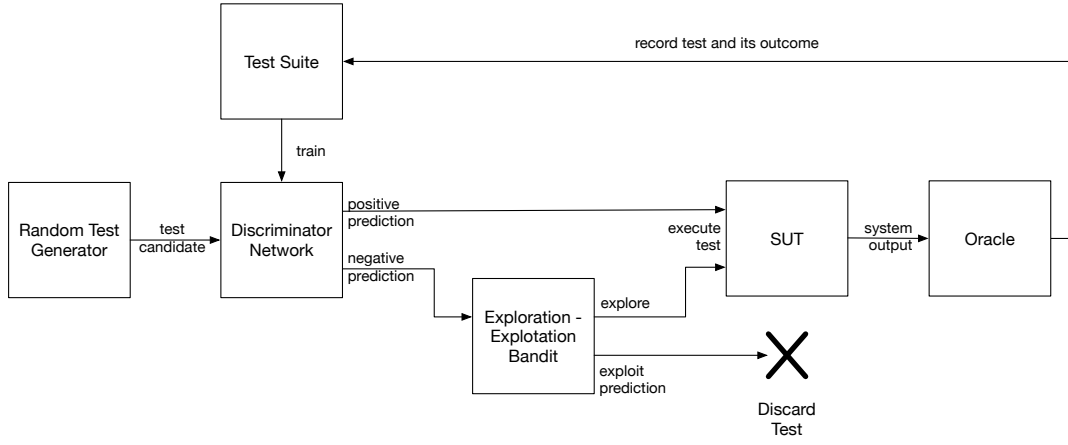 record test and its outcome
Test Suite
train
Random Test
Generator
test
candidate
Discriminator
Network
positive
prediction
negative
prediction
execute
test
SUT
system
output
Oracle
Exploration -
Explotation
Bandit
explore
exploit
prediction
Discard
Test